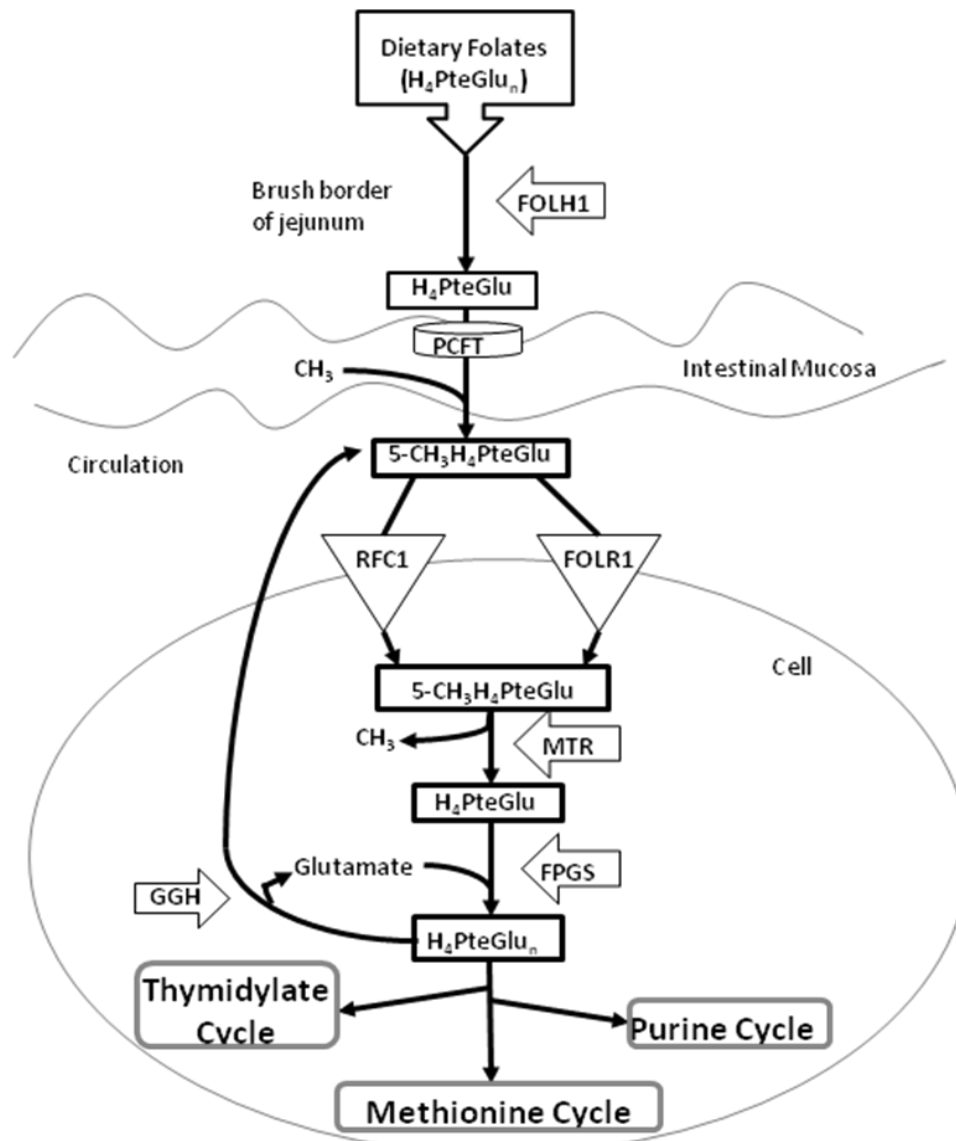 Dietary Folates
(H₄PteGluₙ)
Brush border
of jejunum
FOLH1
H₄PteGlu
PCFT
CH₃
Intestinal Mucosa
5-CH₃H₄PteGlu
Circulation
RFC1
FOLR1
Cell
5-CH₃H₄PteGlu
CH₃
MTR
H₄PteGlu
Glutamate
FPGS
GGH
H₄PteGluₙ
Thymidylate
Cycle
Purine Cycle
Methionine Cycle